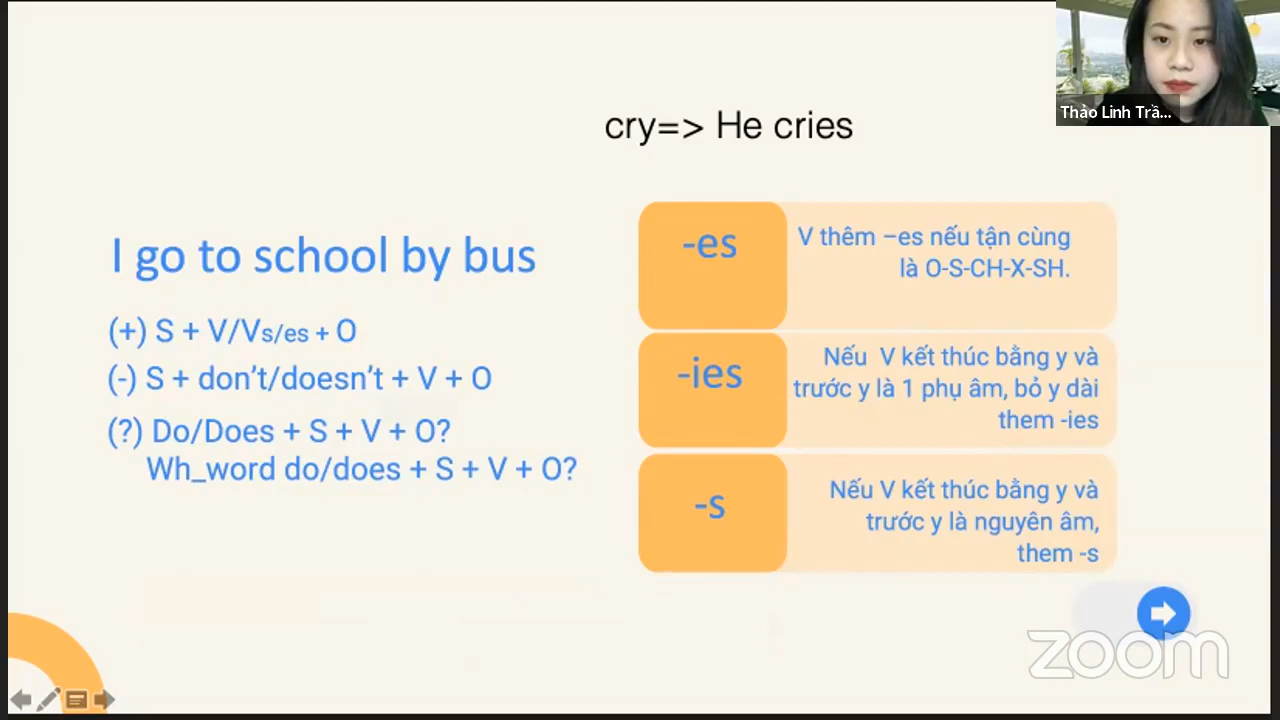 Thảo Linh Trầ...
cry=> He cries
I go to school by bus
(+) S + V/Vs/es + O
(-) S + don’t/doesn’t + V + O
(?) Do/Does + S + V + O?
Wh_word do/does + S + V + O?
-es
V thêm –es nếu tận cùng
là O-S-CH-X-SH.
-ies
Nếu V kết thúc bằng y và
trước y là 1 phụ âm, bỏ y dài
them -ies
-s
Nếu V kết thúc bằng y và
trước y là nguyên âm,
them -s
zoom